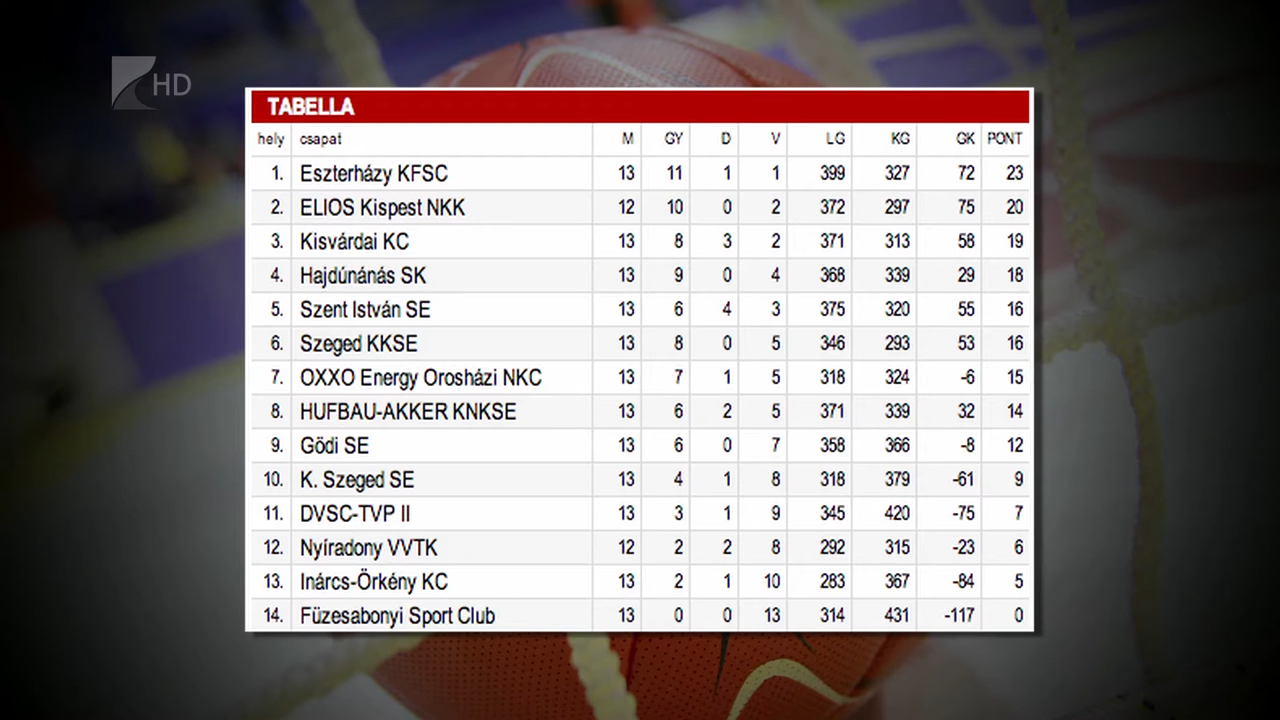 HD
TABELLA
hely csapat M GY D V LG KG GK PONT
1. Eszterházy KFSC 13 11 1 1 399 327 72 23
2. ELIOS Kispest NKK 12 10 0 2 372 297 75 20
3. Kisvárdai KC 13 8 3 2 371 313 58 19
4. Hajdúnánás SK 13 9 0 4 368 339 29 18
5. Szent István SE 13 6 4 3 375 320 55 16
6. Szeged KKSE 13 8 0 5 346 293 53 16
7. OXXO Energy Orosházi NKC 13 7 1 5 318 324 -6 15
8. HUFBAU-AKKER KNKSE 13 6 2 5 371 339 32 14
9. Gödi SE 13 6 0 7 358 366 -8 12
10. K. Szeged SE 13 4 1 8 318 379 -61 9
11. DVSC-TVP II 13 3 1 9 345 420 -75 7
12. Nyíradony VVTK 12 2 2 8 292 315 -23 6
13. Inárcs-Örkény KC 13 2 1 10 283 367 -84 5
14. Füzesabonyi Sport Club 13 0 0 13 314 431 -117 0